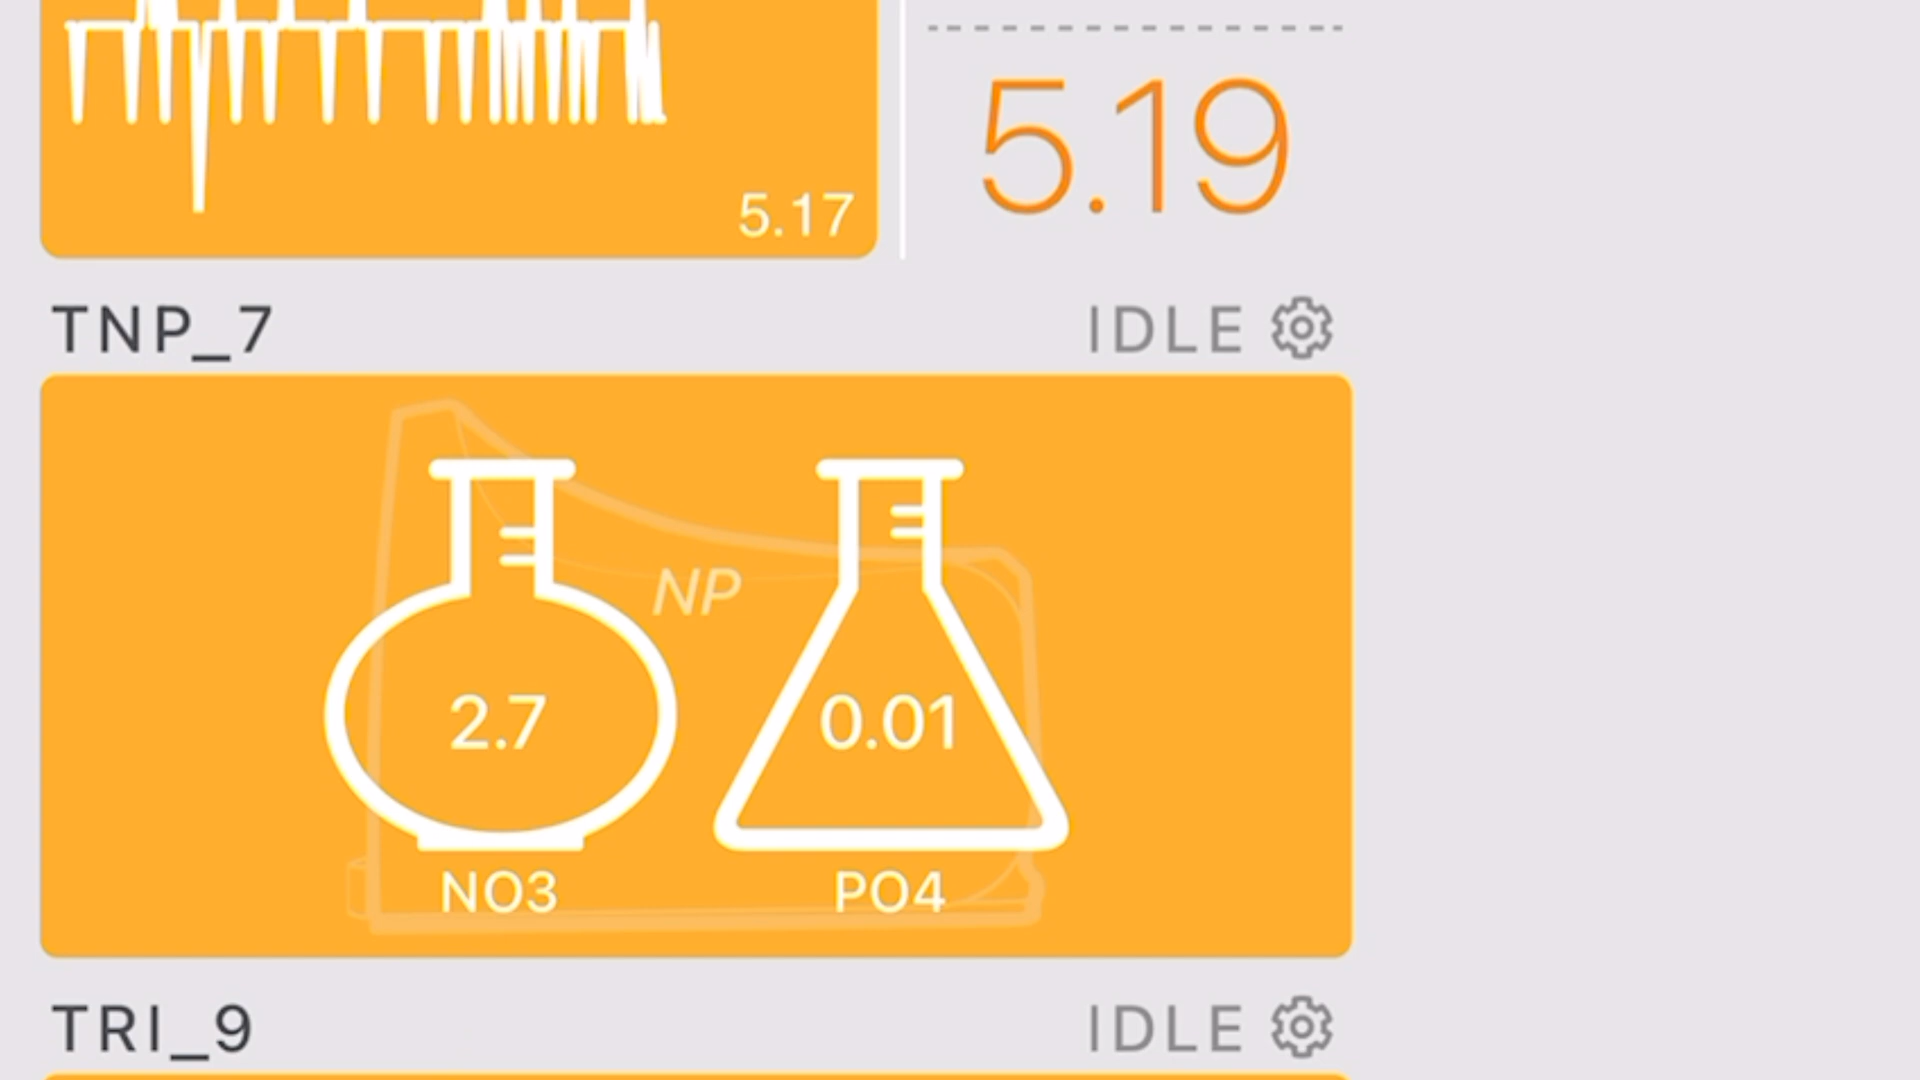 5.19
5.17
TNP_7 IDLE
NP
2.7 0.01
NO3 PO4
TRI_9 IDLE